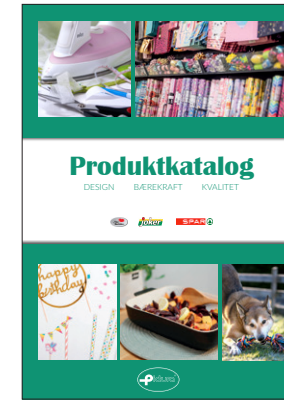 Produktkatalog
DESIGN BÆREKRAFT KVALITET
joker SPAR
happy
birthday